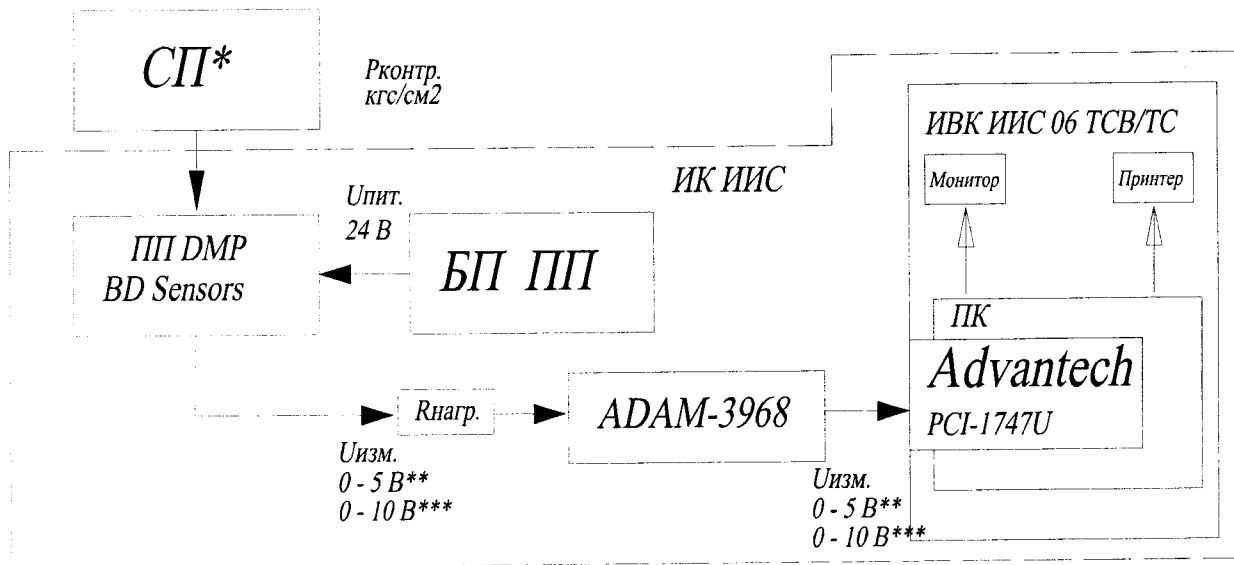 СП*
Рконтр.
кгс/см2
ИВК ИИС 06 ТСВ/ТС
ИК ИИС
Монитор
Принтер
Uпит.
24 В
ПП DMP
BD Sensors
БП ПП
ПК
Advantech
PCI-1747U
Rнагр.
ADAM-3968
Uизм.
0 - 5 В**
0 - 10 В***
Uизм.
0 - 5 В**
0 - 10 В***